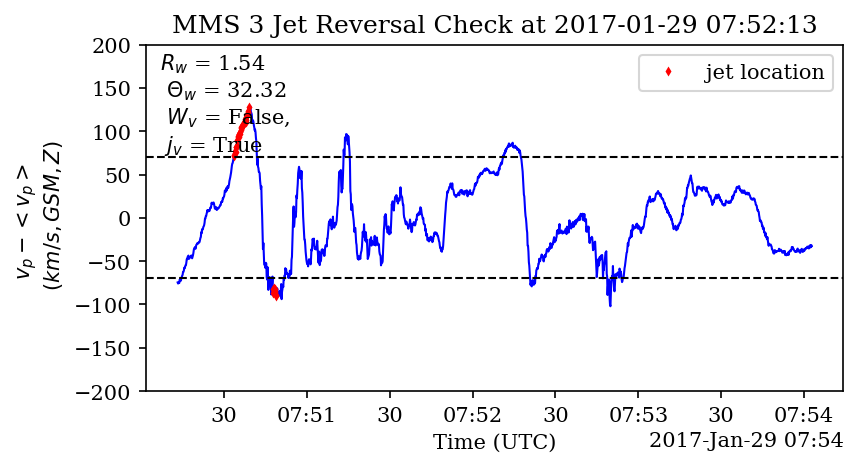 MMS 3 Jet Reversal Check at 2017-01-29 07:52:13
200
150
100
50
0
−50
−100
−150
−200
v_p − < v_p >
(km/s, GSM, Z)
R_w = 1.54
Θ_w = 32.32
W_v = False,
j_v = True
jet location
30 07:51 30 07:52 30 07:53 30 07:54
Time (UTC)
2017-Jan-29 07:54